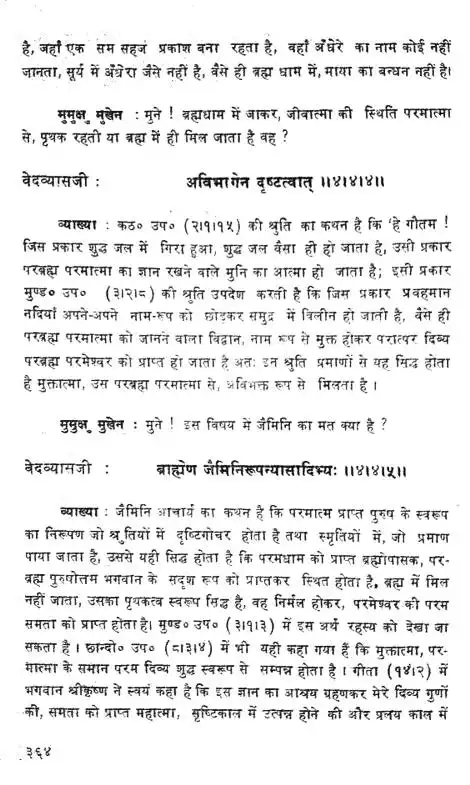 है, जहाँ एक सम सहज प्रकाश बना रहता है, वहाँ अँधेरे का नाम कोई नहीं
जानता, सूर्य में अँधेरा जैसे नहीं है, वैसे ही ब्रह्म धाम में, माया का बन्धन नहीं है।
मुमुक्षु मुखेन : मुने ! ब्रह्मधाम में जाकर, जीवात्मा की स्थिति परमात्मा
से, पृथक रहती या ब्रह्म में ही मिल जाता है वह ?
वेदव्यासजी : अविभागेन दृष्टत्वात् ॥४।४।४॥
व्याख्या : कठ० उप० (२।१।१५) की श्रुति का कथन है कि 'हे गौतम !
जिस प्रकार शुद्ध जल में गिरा हुआ, शुद्ध जल वैसा ही हो जाता है, उसी प्रकार
परब्रह्म परमात्मा का ज्ञान रखने वाले मुनि का आत्मा हो जाता है; इसी प्रकार
मुण्ड० उप० (३।२।८) की श्रुति उपदेश करती है कि जिस प्रकार प्रवहमान
नदियाँ अपने-अपने नाम-रूप को छोड़कर समुद्र में विलीन हो जाती है, वैसे ही
परब्रह्म परमात्मा को जानने वाला विद्वान, नाम रूप से मुक्त होकर परात्पर दिव्य
परब्रह्म परमेश्वर को प्राप्त हो जाता है अतः इन श्रुति प्रमाणों से यह सिद्ध होता
है मुक्तात्मा, उस परब्रह्म परमात्मा से, अविभक्त रूप से मिलता है ।
मुमुक्षु मुखेन : मुने ! इस विषय में जैमिनि का मत क्या है ?
वेदव्यासजी : ब्राह्मेण जैमिनिरूपन्यासादिभ्यः ॥४।४।५॥
व्याख्या : जैमिनि आचार्य का कथन है कि परमात्म प्राप्त पुरुष के स्वरूप
का निरूपण जो श्रुतियों में दृष्टिगोचर होता है तथा स्मृतियों में, जो प्रमाण
पाया जाता है, उससे यही सिद्ध होता है कि परमधाम को प्राप्त ब्रह्मोपासक, पर-
ब्रह्म पुरुषोत्तम भगवान के सदृश रूप को प्राप्तकर स्थित होता है, ब्रह्म में मिल
नहीं जाता, उसका पृथकत्व स्वरूप सिद्ध है, वह निर्मल होकर, परमेश्वर की परम
समता को प्राप्त होता है। मुण्ड० उप० (३।१।३) में इस अर्थ रहस्य को देखा जा
सकता है । छान्दो० उप० (८।३।४) में भी यही कहा गया हैं कि मुक्तात्मा, पर-
मात्मा के समान परम दिव्य शुद्ध स्वरूप से सम्पन्न होता है । गीता (१४।२) में
भगवान श्रीकृष्ण ने स्वयं कहा है कि इस ज्ञान का आश्रय ग्रहणकर मेरे दिव्य गुणों
की, समता को प्राप्त महात्मा, सृष्टिकाल में उत्पन्न होने की और प्रलय काल में
३६४